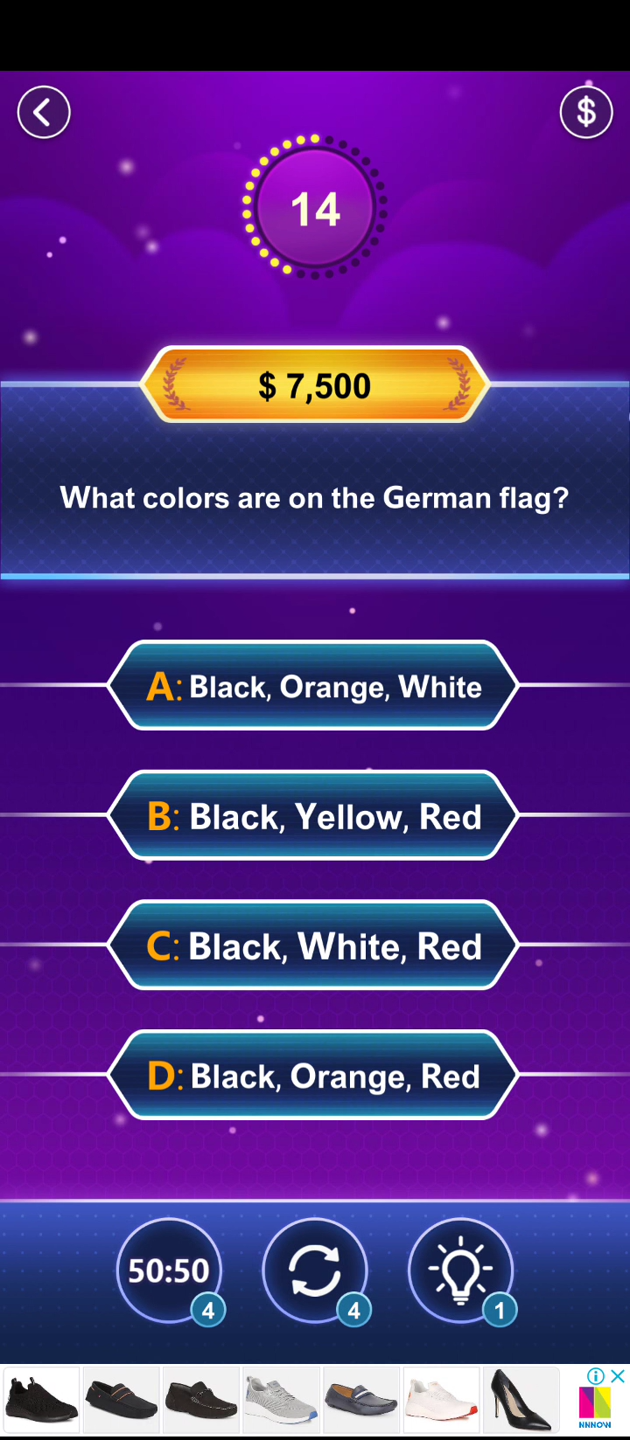 $
14
$ 7,500
What colors are on the German flag?
A: Black, Orange, White
B: Black, Yellow, Red
C: Black, White, Red
D: Black, Orange, Red
50:50
4
4
1
NNNOW